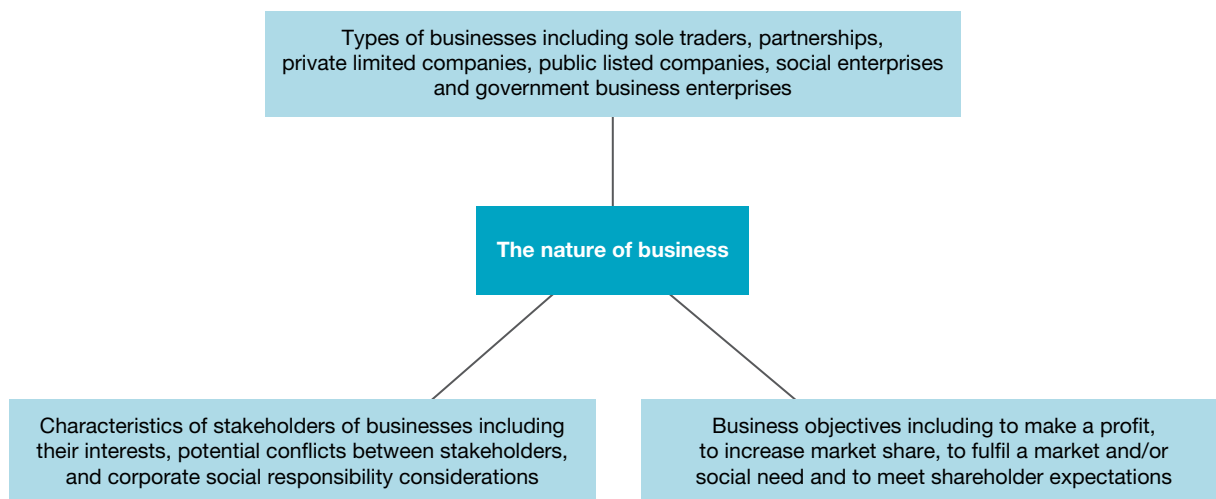 Types of businesses including sole traders, partnerships,
private limited companies, public listed companies, social enterprises
and government business enterprises
The nature of business
Characteristics of stakeholders of businesses including
their interests, potential conflicts between stakeholders,
and corporate social responsibility considerations
Business objectives including to make a profit,
to increase market share, to fulfil a market and/or
social need and to meet shareholder expectations